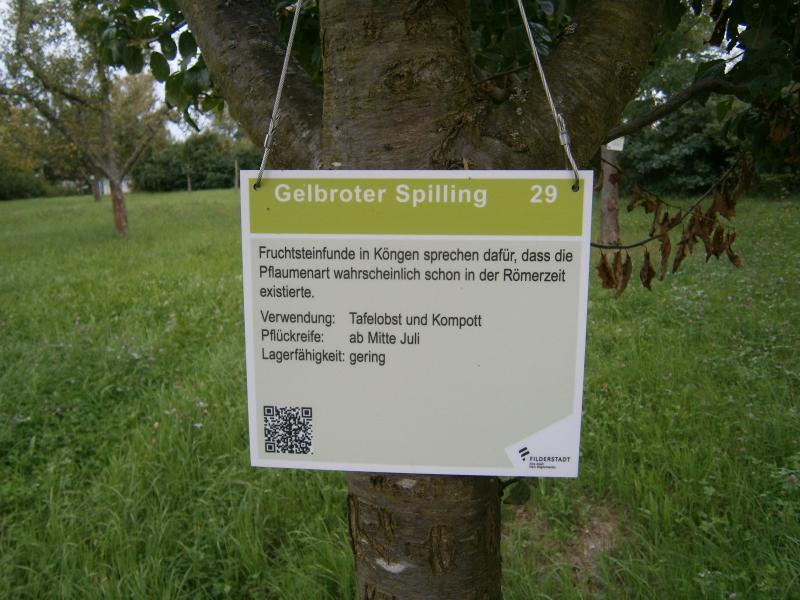 Gelbroter Spilling 29
Fruchtsteinfunde in Köngen sprechen dafür, dass die
Pflaumenart wahrscheinlich schon in der Römerzeit
existierte.
Verwendung: Tafelobst und Kompott
Pflückreife: ab Mitte Juli
Lagerfähigkeit: gering
FILDERSTADT